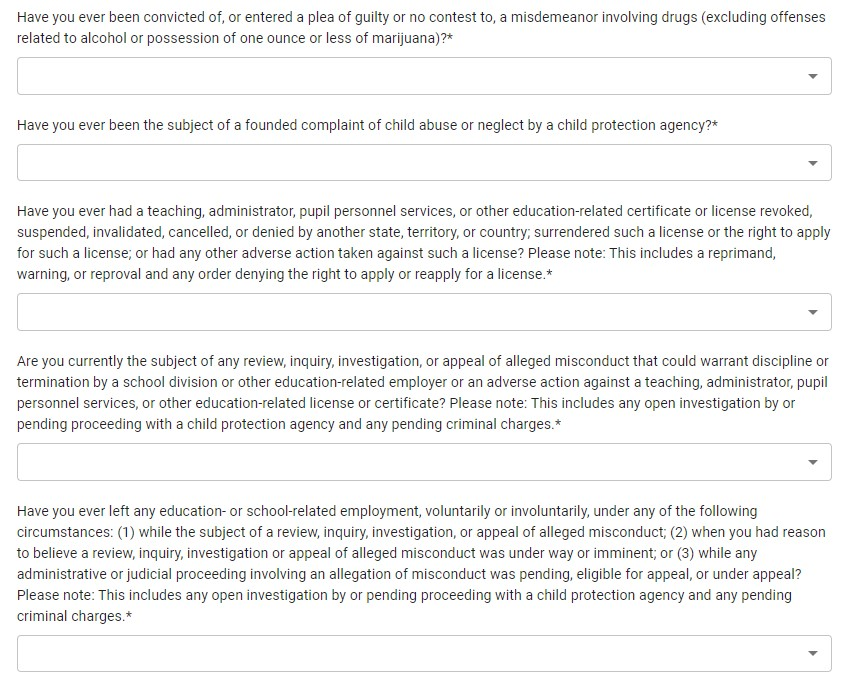 Have you ever been convicted of, or entered a plea of guilty or no contest to, a misdemeanor involving drugs (excluding offenses
related to alcohol or possession of one ounce or less of marijuana)?*
Have you ever been the subject of a founded complaint of child abuse or neglect by a child protection agency?*
Have you ever had a teaching, administrator, pupil personnel services, or other education-related certificate or license revoked,
suspended, invalidated, cancelled, or denied by another state, territory, or country; surrendered such a license or the right to apply
for such a license; or had any other adverse action taken against such a license? Please note: This includes a reprimand,
warning, or reproval and any order denying the right to apply or reapply for a license.*
Are you currently the subject of any review, inquiry, investigation, or appeal of alleged misconduct that could warrant discipline or
termination by a school division or other education-related employer or an adverse action against a teaching, administrator, pupil
personnel services, or other education-related license or certificate? Please note: This includes any open investigation by or
pending proceeding with a child protection agency and any pending criminal charges.*
Have you ever left any education- or school-related employment, voluntarily or involuntarily, under any of the following
circumstances: (1) while the subject of a review, inquiry, investigation, or appeal of alleged misconduct; (2) when you had reason
to believe a review, inquiry, investigation or appeal of alleged misconduct was under way or imminent; or (3) while any
administrative or judicial proceeding involving an allegation of misconduct was pending, eligible for appeal, or under appeal?
Please note: This includes any open investigation by or pending proceeding with a child protection agency and any pending
criminal charges.*